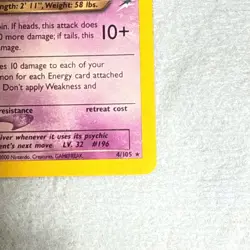 ength: 2' 11", Weight: 58 lbs.
in. If heads, this attack does
0 more damage; if tails, this
mage.
10+
es 10 damage to each of your
mon for each Energy card attached
Don't apply Weakness and
resistance
retreat cost
iver whenever it uses its psychic
ent's next move LV. 32 #196
2000 Nintendo, Creatures, GAMEFREAK.
4/105 ★